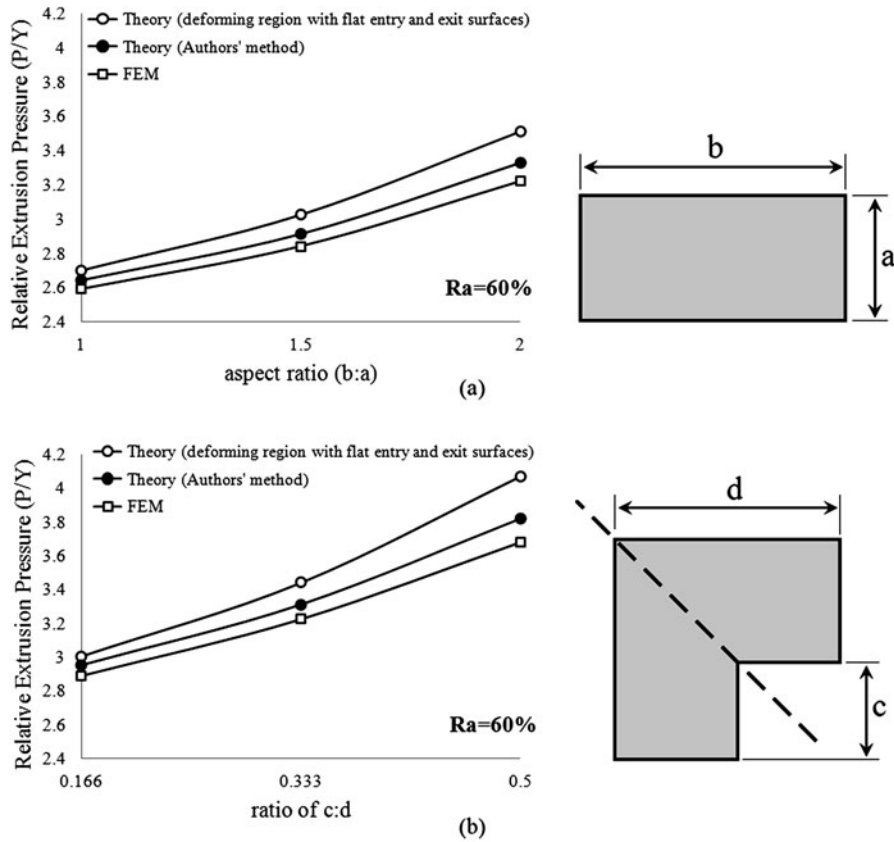 Relative Extrusion Pressure (P/Y)
4.2
4
3.8
3.6
3.4
3.2
3
2.8
2.6
2.4
Theory (deforming region with flat entry and exit surfaces)
Theory (Authors' method)
FEM
Ra=60%
1
1.5
2
aspect ratio (b:a)
(a)
b
a
Relative Extrusion Pressure (P/Y)
4.2
4
3.8
3.6
3.4
3.2
3
2.8
2.6
2.4
Theory (deforming region with flat entry and exit surfaces)
Theory (Authors' method)
FEM
Ra=60%
0.166
0.333
0.5
ratio of c:d
(b)
d
c